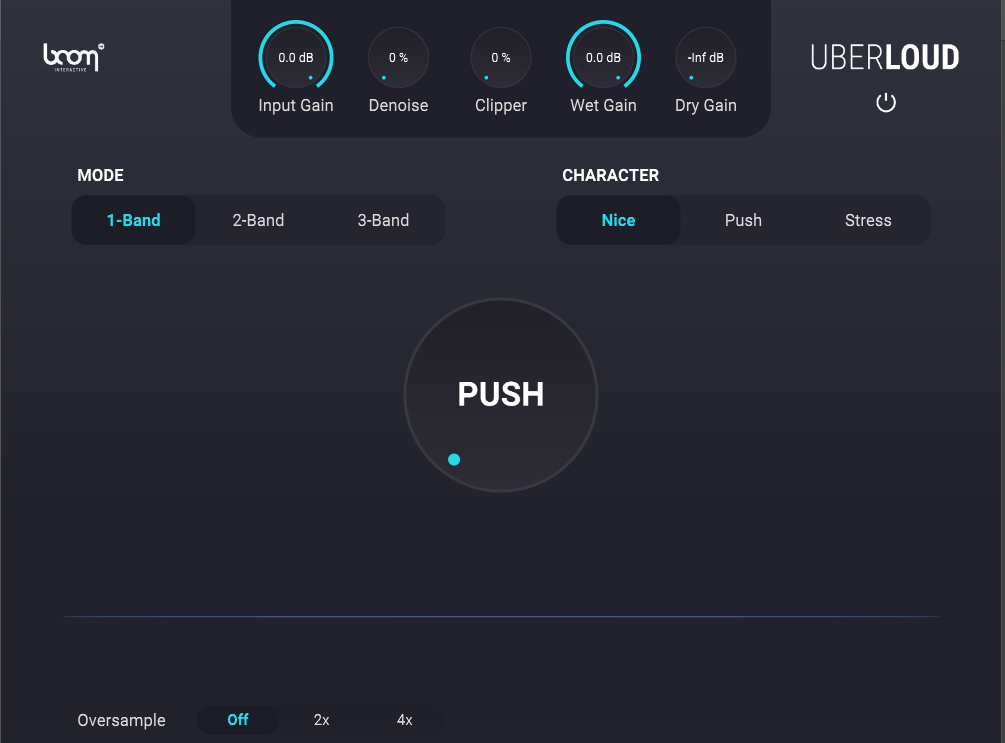 boom
INTERACTIVE
0.0 dB
0 %
0 %
0.0 dB
-Inf dB
Input Gain
Denoise
Clipper
Wet Gain
Dry Gain
UBERLOUD
MODE
1-Band
2-Band
3-Band
CHARACTER
Nice
Push
Stress
PUSH
Oversample
Off
2x
4x